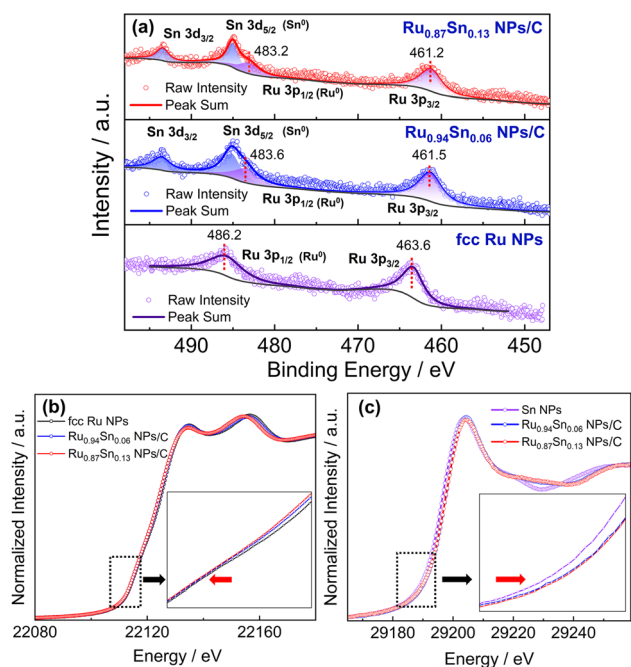 (a)
Sn 3d3/2 Sn 3d5/2 (Sn0) Ru0.87Sn0.13 NPs/C
483.2 461.2
Raw Intensity Ru 3p1/2 (Ru0) Ru 3p3/2
Peak Sum
Sn 3d3/2 Sn 3d5/2 (Sn0) Ru0.94Sn0.06 NPs/C
483.6 461.5
Raw Intensity Ru 3p1/2 (Ru0) Ru 3p3/2
Peak Sum
486.2 fcc Ru NPs
Ru 3p1/2 (Ru0) Ru 3p3/2 463.6
Raw Intensity
Peak Sum
Intensity / a.u.
490 480 470 460 450
Binding Energy / eV
(b)
fcc Ru NPs
Ru0.94Sn0.06 NPs/C
Ru0.87Sn0.13 NPs/C
Normalized Intensity / a.u.
22080 22120 22160
Energy / eV
(c)
Sn NPs
Ru0.94Sn0.06 NPs/C
Ru0.87Sn0.13 NPs/C
Normalized Intensity / a.u.
29170 29200 29230 29260
Energy / eV